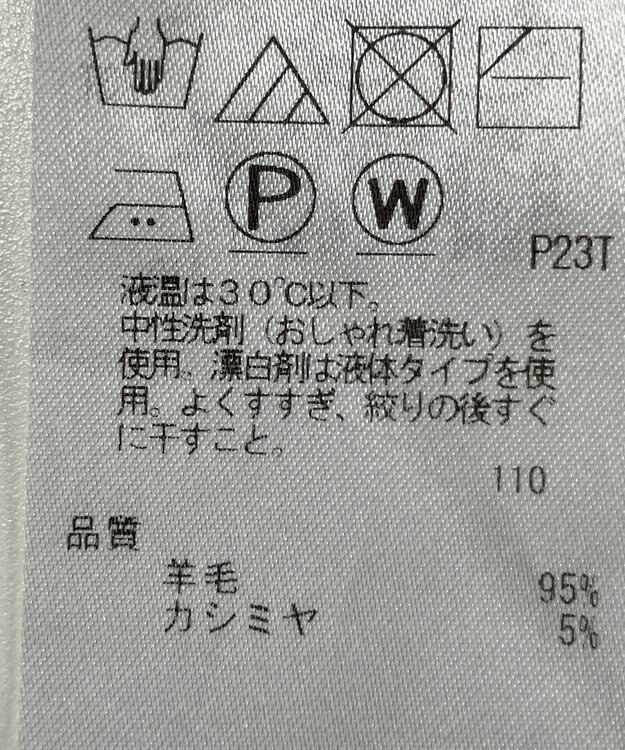 P
W
P23T
液温は30℃以下。
中性洗剤（おしゃれ着洗い）を
使用。漂白剤は液体タイプを使
用。よくすすぎ、絞りの後すぐ
に干すこと。
110
品質
羊毛 95%
カシミヤ 5%